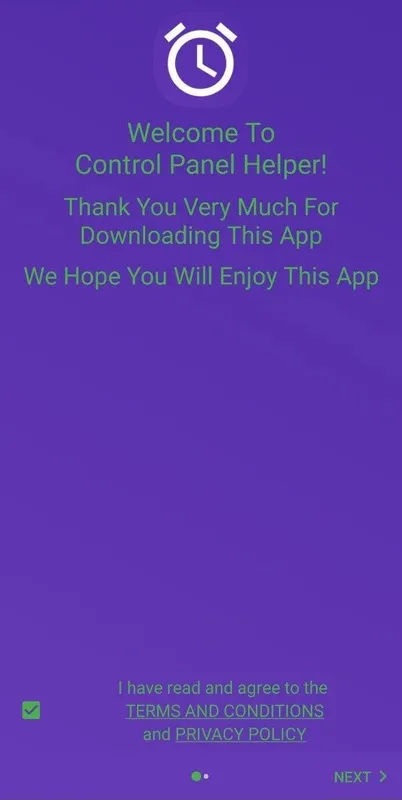 Welcome To
Control Panel Helper!
Thank You Very Much For
Downloading This App
We Hope You Will Enjoy This App
I have read and agree to the
TERMS AND CONDITIONS
and PRIVACY POLICY
NEXT